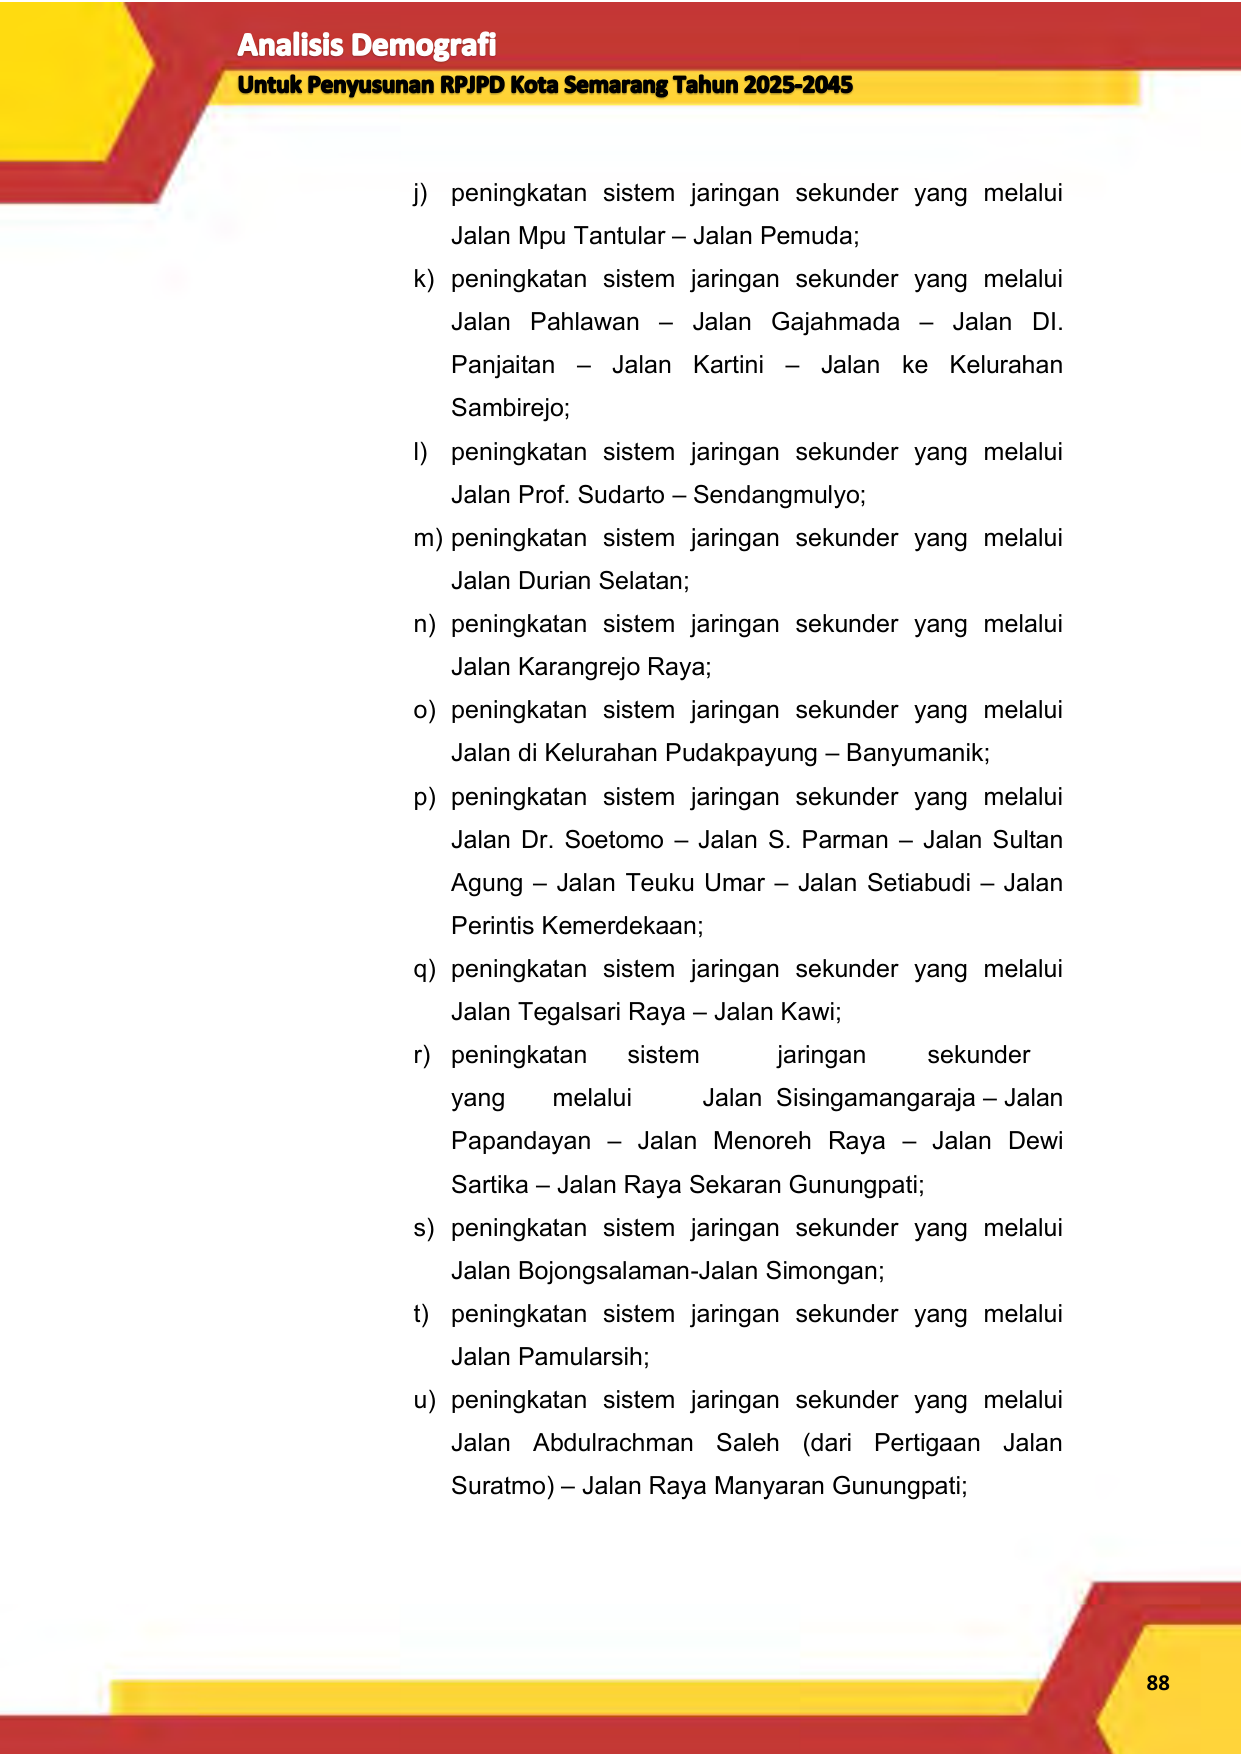 Analisis Demografi
Untuk Penyusunan RPJPD Kota Semarang Tahun 2025-2045
j) peningkatan sistem jaringan sekunder yang melalui
Jalan Mpu Tantular – Jalan Pemuda;
k) peningkatan sistem jaringan sekunder yang melalui
Jalan Pahlawan – Jalan Gajahmada – Jalan DI.
Panjaitan – Jalan Kartini – Jalan ke Kelurahan
Sambirejo;
l) peningkatan sistem jaringan sekunder yang melalui
Jalan Prof. Sudarto – Sendangmulyo;
m) peningkatan sistem jaringan sekunder yang melalui
Jalan Durian Selatan;
n) peningkatan sistem jaringan sekunder yang melalui
Jalan Karangrejo Raya;
o) peningkatan sistem jaringan sekunder yang melalui
Jalan di Kelurahan Pudakpayung – Banyumanik;
p) peningkatan sistem jaringan sekunder yang melalui
Jalan Dr. Soetomo – Jalan S. Parman – Jalan Sultan
Agung – Jalan Teuku Umar – Jalan Setiabudi – Jalan
Perintis Kemerdekaan;
q) peningkatan sistem jaringan sekunder yang melalui
Jalan Tegalsari Raya – Jalan Kawi;
r) peningkatan sistem jaringan sekunder
yang melalui Jalan Sisingamangaraja – Jalan
Papandayan – Jalan Menoreh Raya – Jalan Dewi
Sartika – Jalan Raya Sekaran Gunungpati;
s) peningkatan sistem jaringan sekunder yang melalui
Jalan Bojongsalaman-Jalan Simongan;
t) peningkatan sistem jaringan sekunder yang melalui
Jalan Pamularsih;
u) peningkatan sistem jaringan sekunder yang melalui
Jalan Abdulrachman Saleh (dari Pertigaan Jalan
Suratmo) – Jalan Raya Manyaran Gunungpati;
88